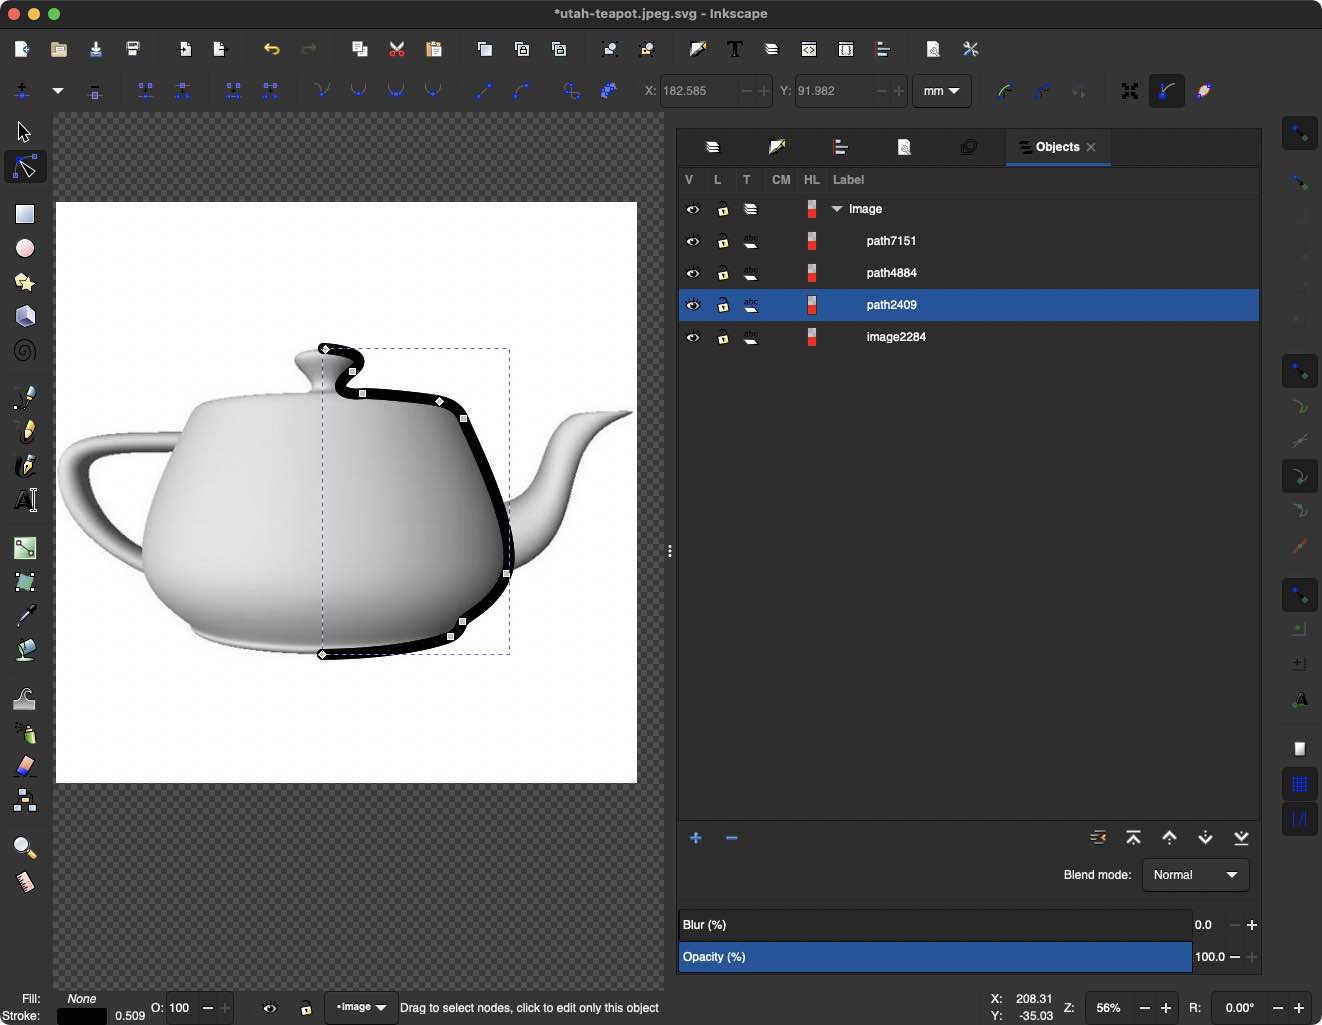 *utah-teapot.jpeg.svg - Inkscape
X: 182.585 Y: 91.982 mm
Objects
V L T CM HL Label
Image
abc path7151
abc path4884
abc path2409
abc image2284
Blend mode: Normal
Blur (%) 0.0
Opacity (%) 100.0
Fill: None
Stroke: 0.509
O: 100
•Image
Drag to select nodes, click to edit only this object
X: 208.31
Y: -35.03
Z: 56%
R: 0.00°